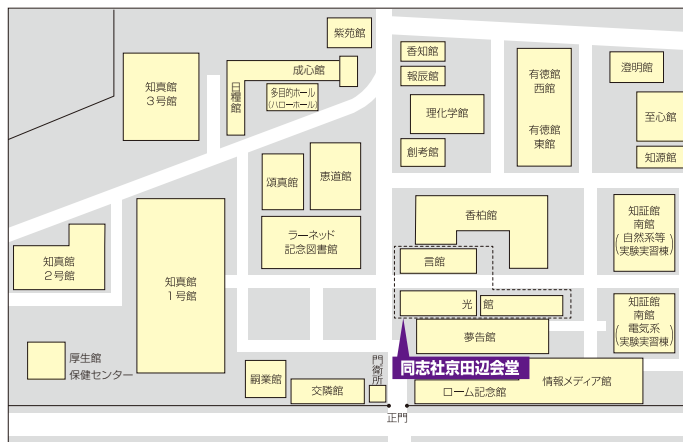 紫苑館
成心館
日糧館
多目的ホール
(ハローホール)
知真館
3号館
香知館
報辰館
理化学館
創考館
有徳館
西館
有徳館
東館
澄明館
至心館
知源館
頌真館
恵道館
ラーネッド
記念図書館
香柏館
言館
光
館
夢告館
知証館
南館
(自然系等
実験実習棟)
知証館
南館
(電気系
実験実習棟)
知真館
2号館
知真館
1号館
厚生館
保健センター
嗣業館
交隣館
門衛所
同志社京田辺会堂
ローム記念館
情報メディア館
正門